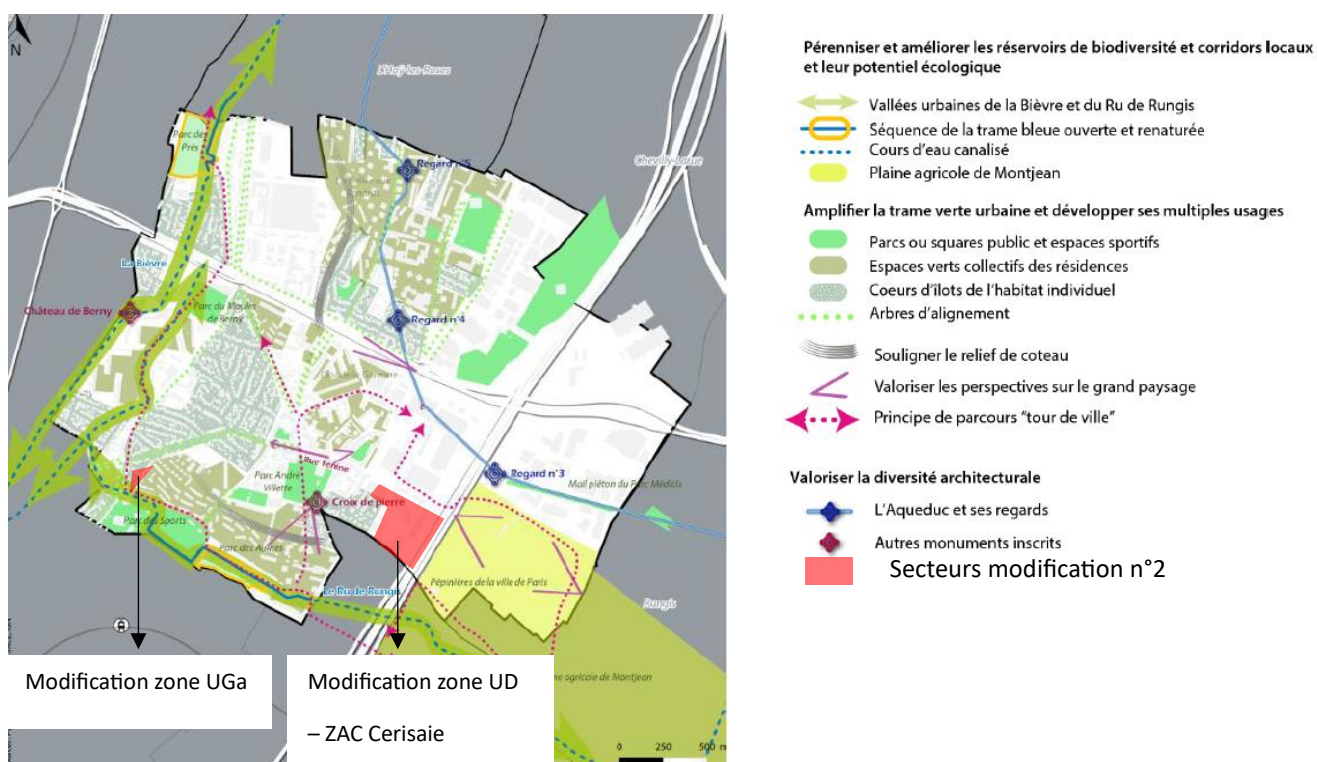 N
L'Haÿ-les-Roses
Parc des
Prés
Regard n°5
Chevilly-Larue
La Bièvre
Château de Berny
Parc du Moulin
de Berny
Regard n°4
Rue Térène
Regard n°3
Mail piéton du Parc Médicis
Parc André
Villette
Croix de pierre
Parc des Sports
Parc des Aulnes
Pépinières de la ville de Paris
Le Ru de Rungis
Rungis
ne agricole de Montjean
Modification zone UGa
Modification zone UD
– ZAC Cerisaie
0 250 500 m
Pérenniser et améliorer les réservoirs de biodiversité et corridors locaux
et leur potentiel écologique
Vallées urbaines de la Bièvre et du Ru de Rungis
Séquence de la trame bleue ouverte et renaturée
Cours d'eau canalisé
Plaine agricole de Montjean
Amplifier la trame verte urbaine et développer ses multiples usages
Parcs ou squares public et espaces sportifs
Espaces verts collectifs des résidences
Coeurs d'îlots de l'habitat individuel
Arbres d'alignement
Souligner le relief de coteau
Valoriser les perspectives sur le grand paysage
Principe de parcours "tour de ville"
Valoriser la diversité architecturale
L'Aqueduc et ses regards
Autres monuments inscrits
Secteurs modification n°2